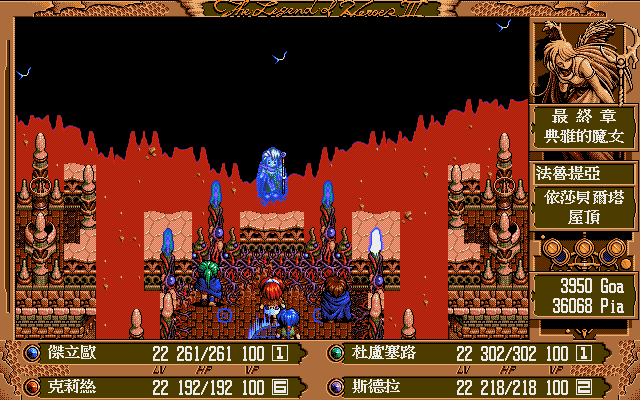 The Legend of Heroes III
最終章
典雅的魔女
法魯提亞
依莎貝爾塔
屋頂
3950 Goa
36068 Pia
傑立歐 22 261/261 100 1
杜盧塞路 22 302/302 100 1
LV HP VP
LV HP VP
克莉絲 22 192/192 100 6
斯德拉 22 218/218 100 2